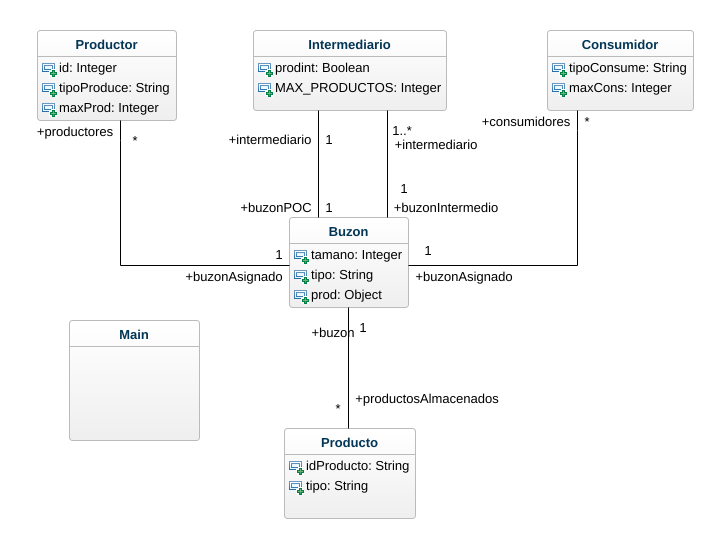 Productor
id: Integer
tipoProduce: String
maxProd: Integer
Intermediario
prodint: Boolean
MAX_PRODUCTOS: Integer
Consumidor
tipoConsume: String
maxCons: Integer
+productores
*
+intermediario
1
1..*
+intermediario
+consumidores
*
+buzonPOC
1
1
+buzonIntermedio
Buzon
tamano: Integer
tipo: String
prod: Object
1
+buzonAsignado
1
+buzonAsignado
Main
+buzon
1
+productosAlmacenados
*
Producto
idProducto: String
tipo: String